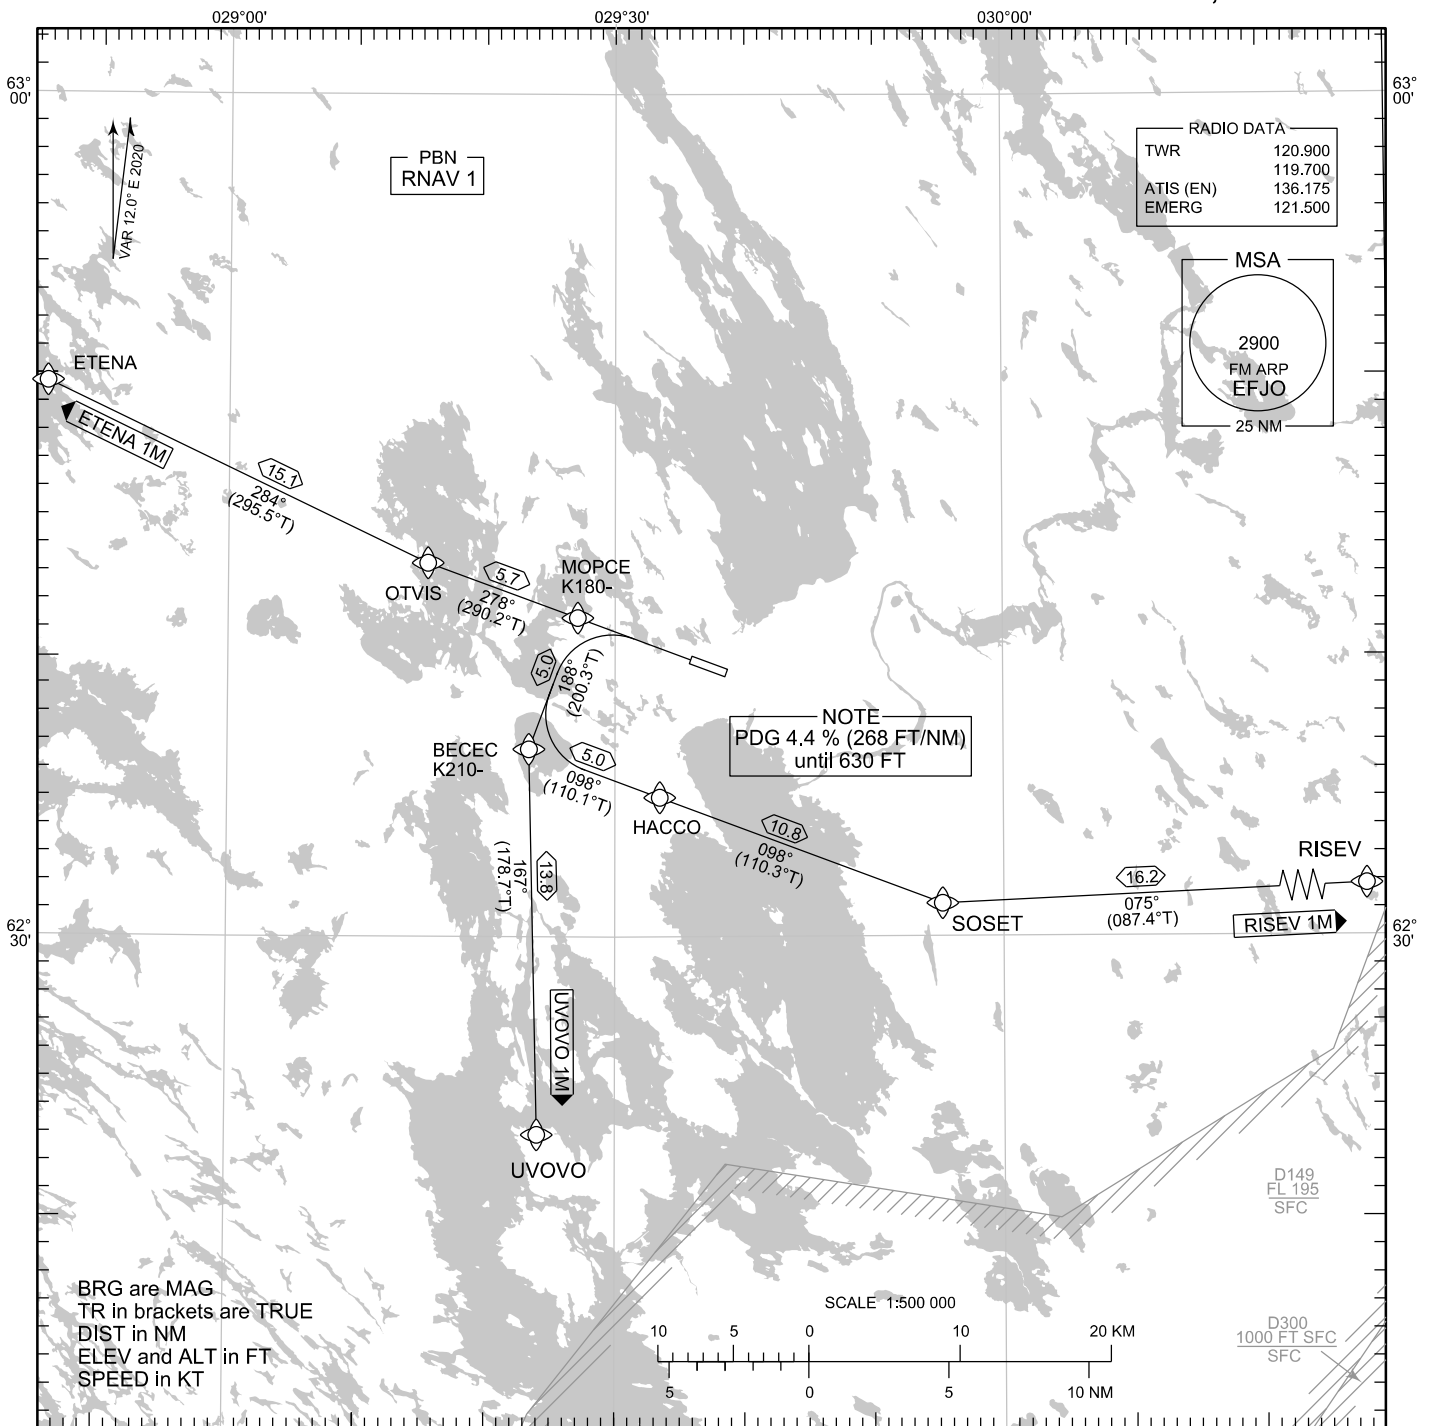 029°00'
029°30'
030°00'
63°
00'
63°
00'
VAR 12.0° E 2020
PBN
RNAV 1
RADIO DATA
TWR 120.900
119.700
ATIS (EN) 136.175
EMERG 121.500
MSA
2900
FM ARP
EFJO
25 NM
ETENA
ETENA 1M
15.1
284°
(295.5°T)
OTVIS
5.7
278°
(290.2°T)
MOPCE
K180-
5.0
188°
(200.3°T)
BECEC
K210-
5.0
098°
(110.1°T)
HACCO
NOTE
PDG 4.4 % (268 FT/NM)
until 630 FT
10.8
098°
(110.3°T)
SOSET
16.2
075°
(087.4°T)
RISEV
RISEV 1M
13.8
167°
(178.7°T)
62°
30'
62°
30'
UVOVO 1M
UVOVO
D149
FL 195
SFC
D300
1000 FT SFC
SFC
BRG are MAG
TR in brackets are TRUE
DIST in NM
ELEV and ALT in FT
SPEED in KT
SCALE 1:500 000
10 5 0 10 20 KM
5 0 5 10 NM